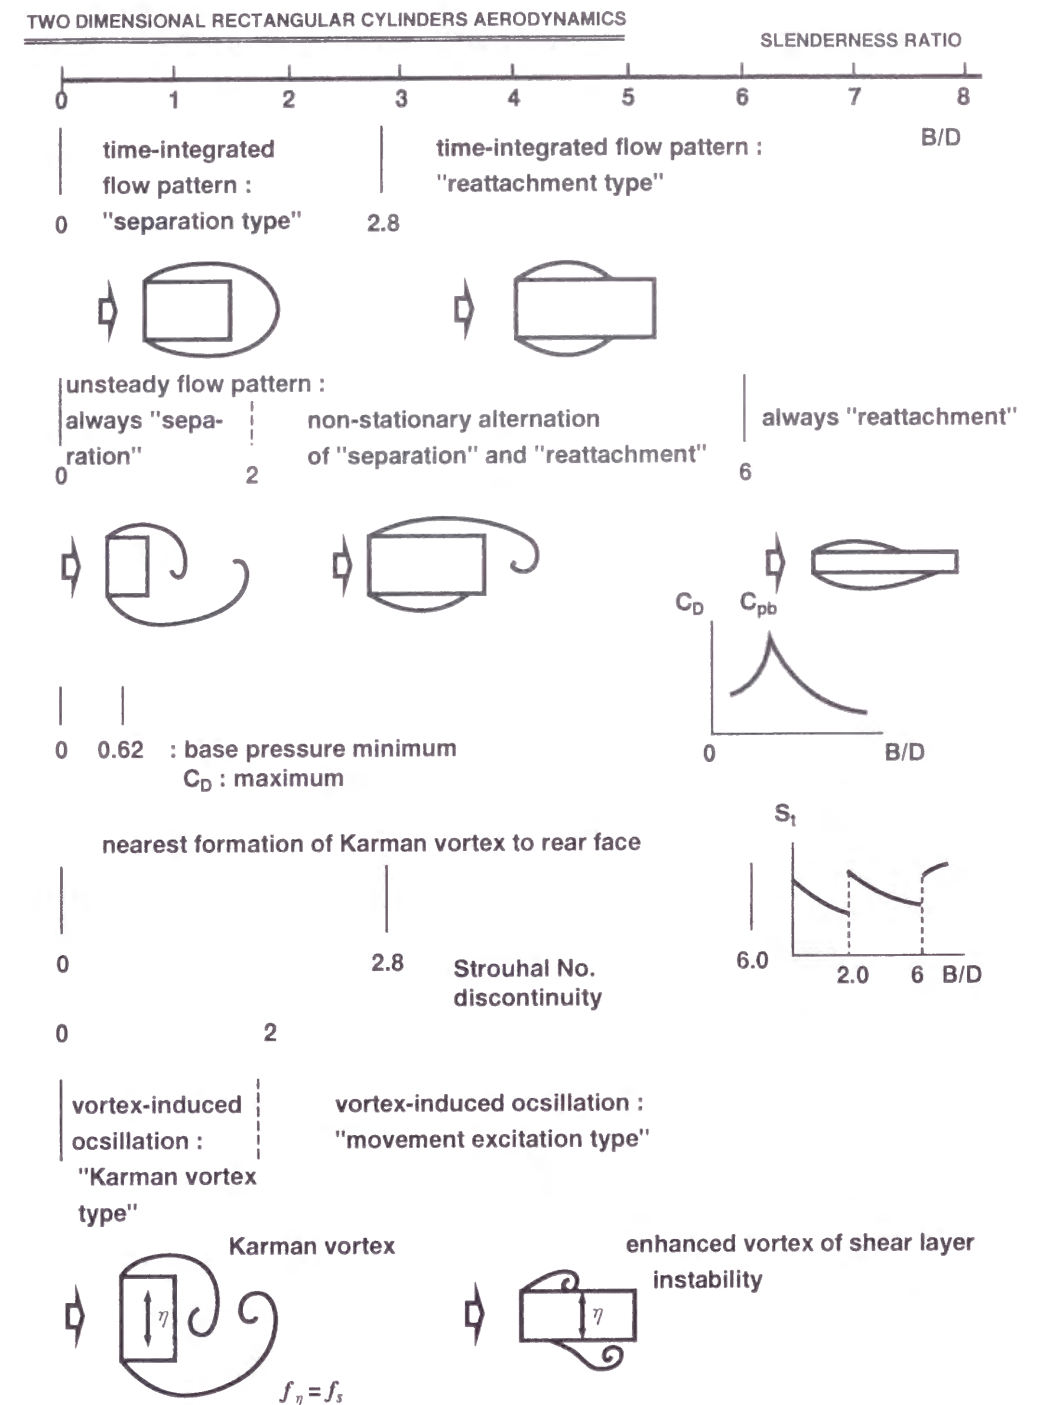 TWO DIMENSIONAL RECTANGULAR CYLINDERS AERODYNAMICS
SLENDERNESS RATIO
0 1 2 3 4 5 6 7 8
B/D
time-integrated
flow pattern :
"separation type"
0
2.8
time-integrated flow pattern :
"reattachment type"
unsteady flow pattern :
always "sepa-
ration"
0
2
non-stationary alternation
of "separation" and "reattachment"
6
always "reattachment"
C_D C_pb
0 B/D
0 0.62 : base pressure minimum
C_D : maximum
nearest formation of Karman vortex to rear face
0
2.8
Strouhal No.
discontinuity
6.0
S_t
2.0 6 B/D
0 2
vortex-induced
ocsillation :
"Karman vortex
type"
vortex-induced ocsillation :
"movement excitation type"
Karman vortex
η
f_η = f_s
enhanced vortex of shear layer
instability
η